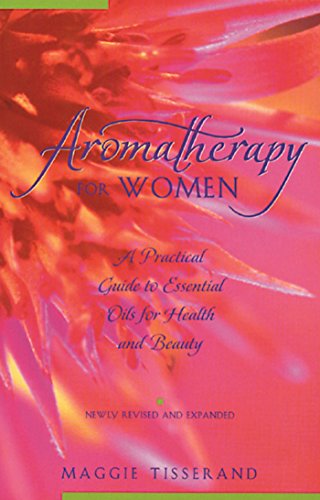 Aromatherapy
FOR WOMEN
A Practical
Guide to Essential
Oils for Health
and Beauty
NEWLY REVISED AND EXPANDED
MAGGIE TISSERAND